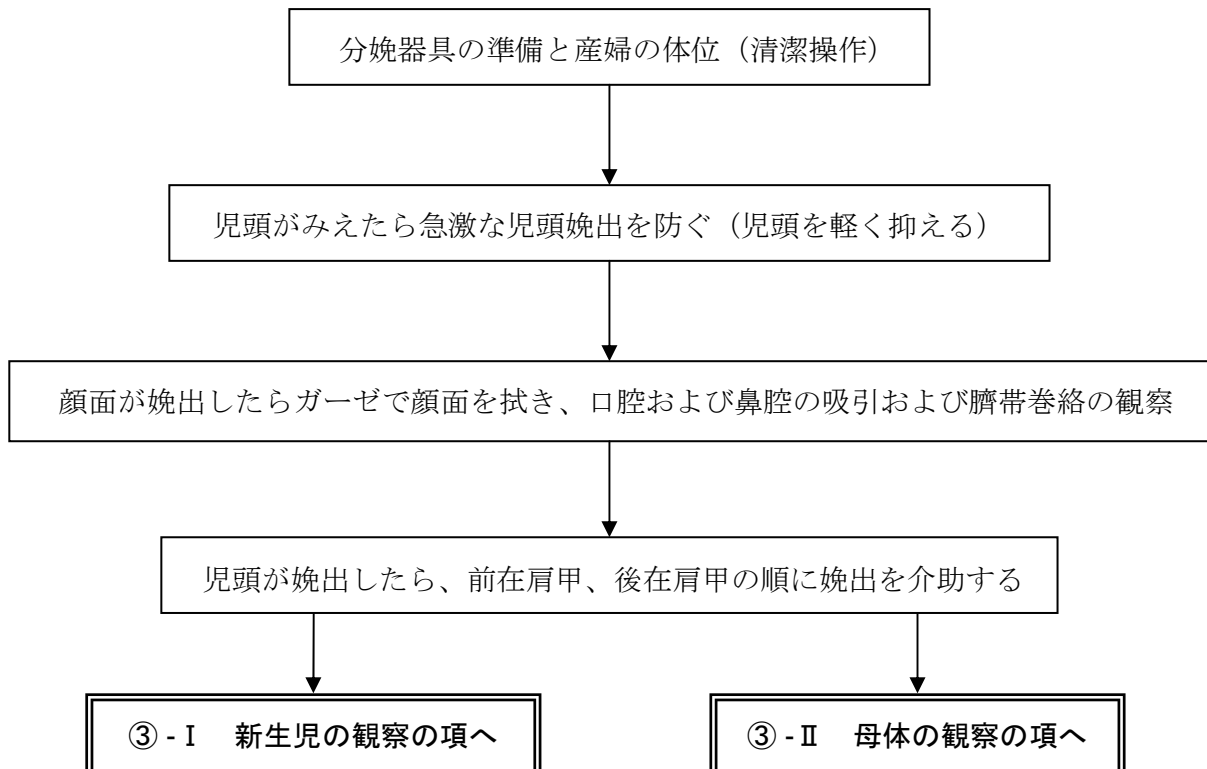 分娩器具の準備と産婦の体位（清潔操作）
児頭がみえたら急激な児頭娩出を防ぐ（児頭を軽く抑える）
顔面が娩出したらガーゼで顔面を拭き、口腔および鼻腔の吸引および臍帯巻絡の観察
児頭が娩出したら、前在肩甲、後在肩甲の順に娩出を介助する
③-Ⅰ　新生児の観察の項へ
③-Ⅱ　母体の観察の項へ